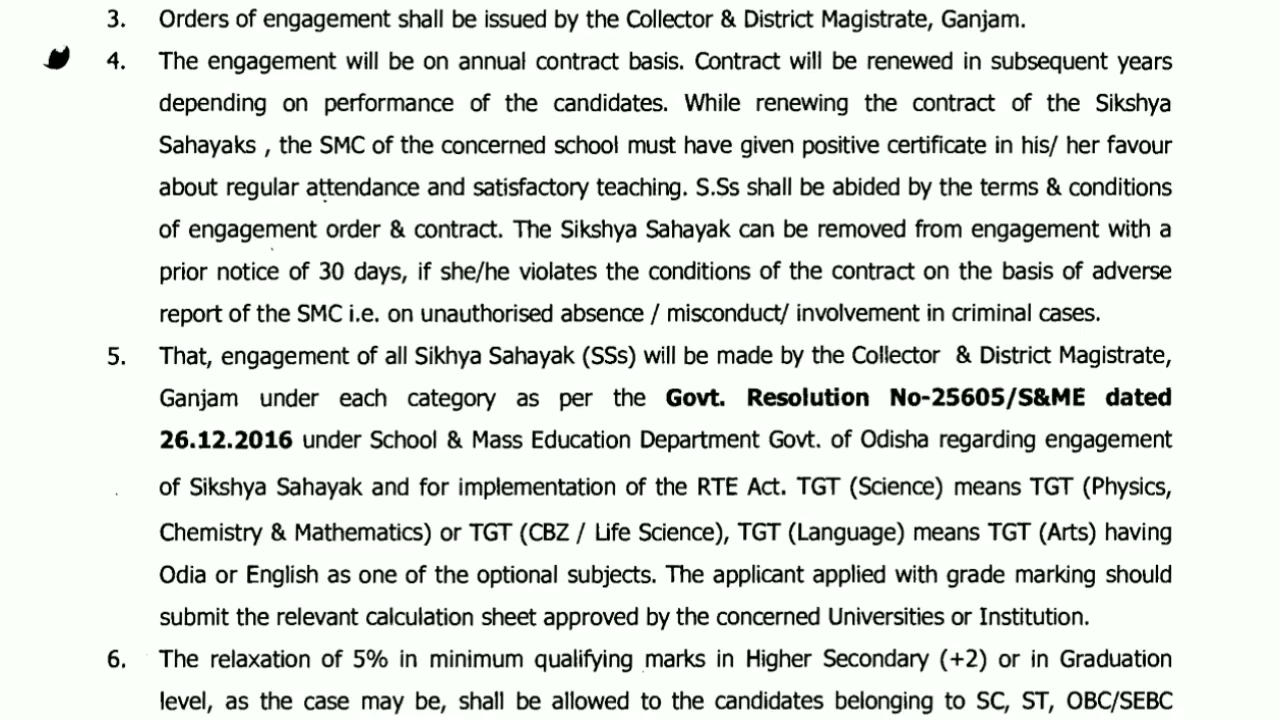 3. Orders of engagement shall be issued by the Collector & District Magistrate, Ganjam.
4. The engagement will be on annual contract basis. Contract will be renewed in subsequent years
depending on performance of the candidates. While renewing the contract of the Sikshya
Sahayaks , the SMC of the concerned school must have given positive certificate in his/ her favour
about regular attendance and satisfactory teaching. S.Ss shall be abided by the terms & conditions
of engagement order & contract. The Sikshya Sahayak can be removed from engagement with a
prior notice of 30 days, if she/he violates the conditions of the contract on the basis of adverse
report of the SMC i.e. on unauthorised absence / misconduct/ involvement in criminal cases.
5. That, engagement of all Sikhya Sahayak (SSs) will be made by the Collector & District Magistrate,
Ganjam under each category as per the Govt. Resolution No-25605/S&ME dated
26.12.2016 under School & Mass Education Department Govt. of Odisha regarding engagement
of Sikshya Sahayak and for implementation of the RTE Act. TGT (Science) means TGT (Physics,
Chemistry & Mathematics) or TGT (CBZ / Life Science), TGT (Language) means TGT (Arts) having
Odia or English as one of the optional subjects. The applicant applied with grade marking should
submit the relevant calculation sheet approved by the concerned Universities or Institution.
6. The relaxation of 5% in minimum qualifying marks in Higher Secondary (+2) or in Graduation
level, as the case may be, shall be allowed to the candidates belonging to SC, ST, OBC/SEBC